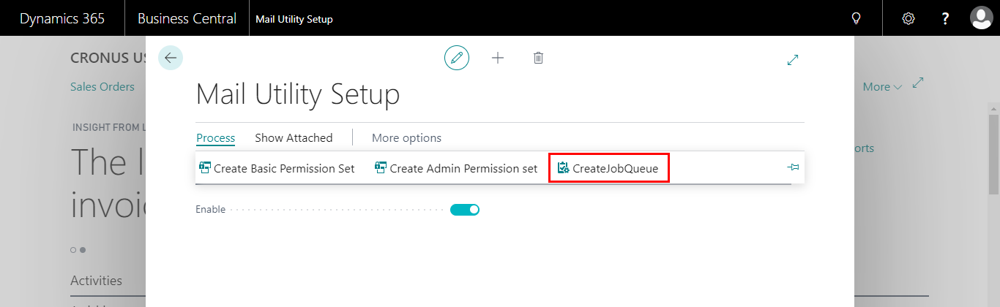 Dynamics 365 Business Central Mail Utility Setup ?
CRONUS US
Sales Orders More
INSIGHT FROM L
Mail Utility Setup
The l
Process Show Attached More options
orts
Create Basic Permission Set Create Admin Permission set CreateJobQueue
invoic
Enable
Activities